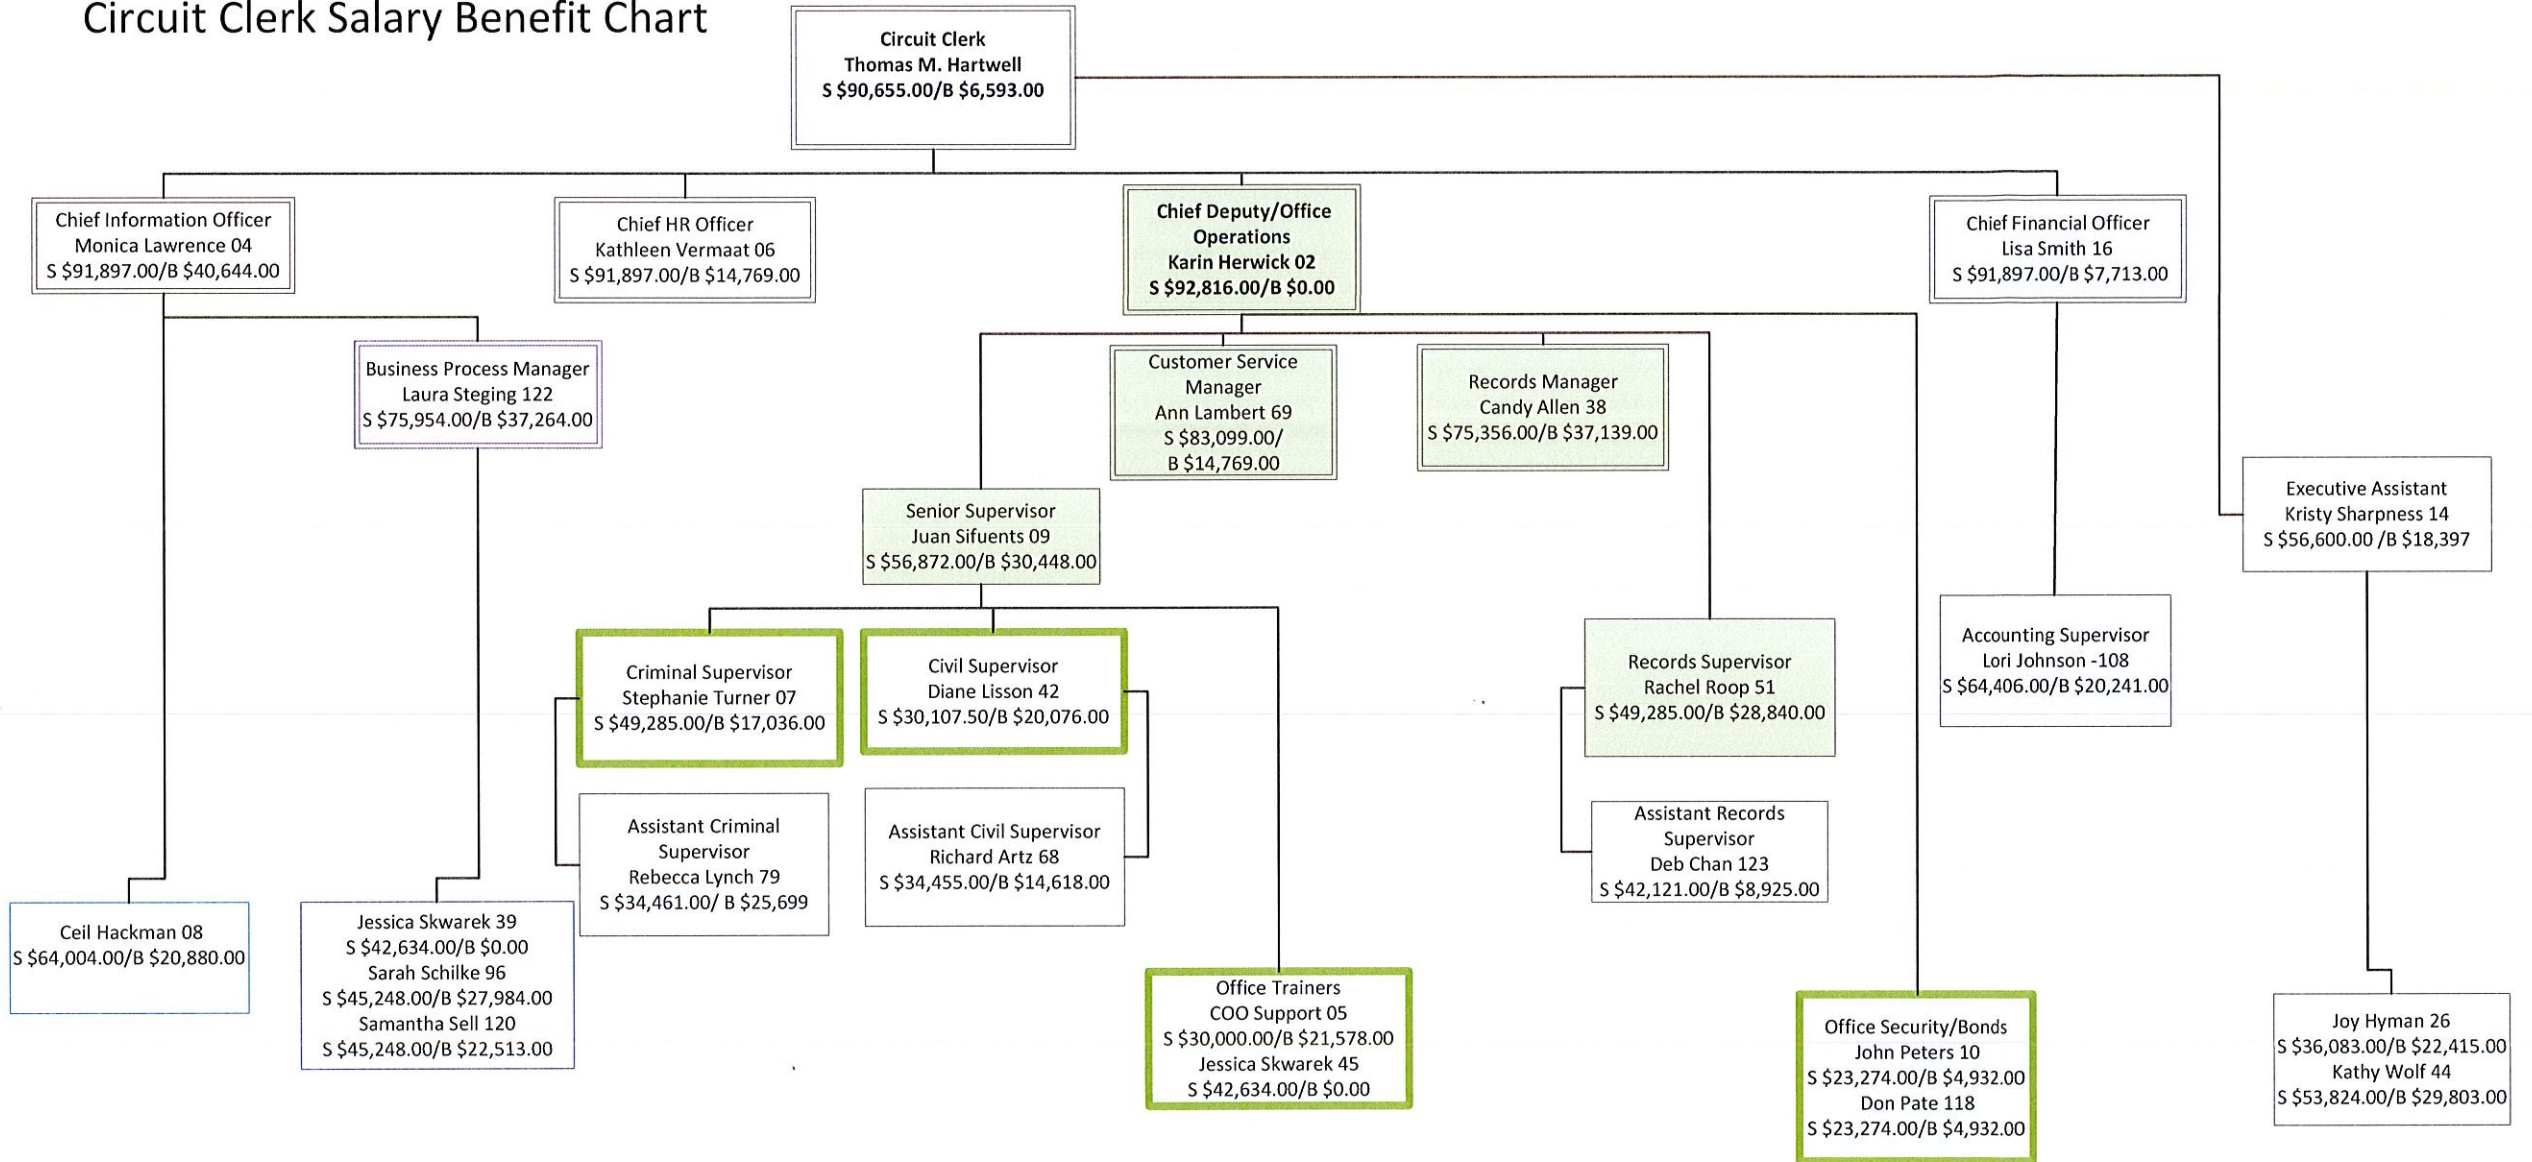 Circuit Clerk Salary Benefit Chart
Circuit Clerk
Thomas M. Hartwell
S $90,655.00/B $6,593.00
Chief Information Officer
Monica Lawrence 04
S $91,897.00/B $40,644.00
Chief HR Officer
Kathleen Vermaat 06
S $91,897.00/B $14,769.00
Chief Deputy/Office
Operations
Karin Herwick 02
S $92,816.00/B $0.00
Chief Financial Officer
Lisa Smith 16
S $91,897.00/B $7,713.00
Business Process Manager
Laura Steging 122
S $75,954.00/B $37,264.00
Customer Service
Manager
Ann Lambert 69
S $83,099.00/
B $14,769.00
Records Manager
Candy Allen 38
S $75,356.00/B $37,139.00
Executive Assistant
Kristy Sharpness 14
S $56,600.00 /B $18,397
Senior Supervisor
Juan Sifuents 09
S $56,872.00/B $30,448.00
Criminal Supervisor
Stephanie Turner 07
S $49,285.00/B $17,036.00
Civil Supervisor
Diane Lisson 42
S $30,107.50/B $20,076.00
Records Supervisor
Rachel Roop 51
S $49,285.00/B $28,840.00
Accounting Supervisor
Lori Johnson -108
S $64,406.00/B $20,241.00
Assistant Criminal
Supervisor
Rebecca Lynch 79
S $34,461.00/ B $25,699
Assistant Civil Supervisor
Richard Artz 68
S $34,455.00/B $14,618.00
Assistant Records
Supervisor
Deb Chan 123
S $42,121.00/B $8,925.00
Ceil Hackman 08
S $64,004.00/B $20,880.00
Jessica Skwarek 39
S $42,634.00/B $0.00
Sarah Schilke 96
S $45,248.00/B $27,984.00
Samantha Sell 120
S $45,248.00/B $22,513.00
Office Trainers
COO Support 05
S $30,000.00/B $21,578.00
Jessica Skwarek 45
S $42,634.00/B $0.00
Office Security/Bonds
John Peters 10
S $23,274.00/B $4,932.00
Don Pate 118
S $23,274.00/B $4,932.00
Joy Hyman 26
S $36,083.00/B $22,415.00
Kathy Wolf 44
S $53,824.00/B $29,803.00